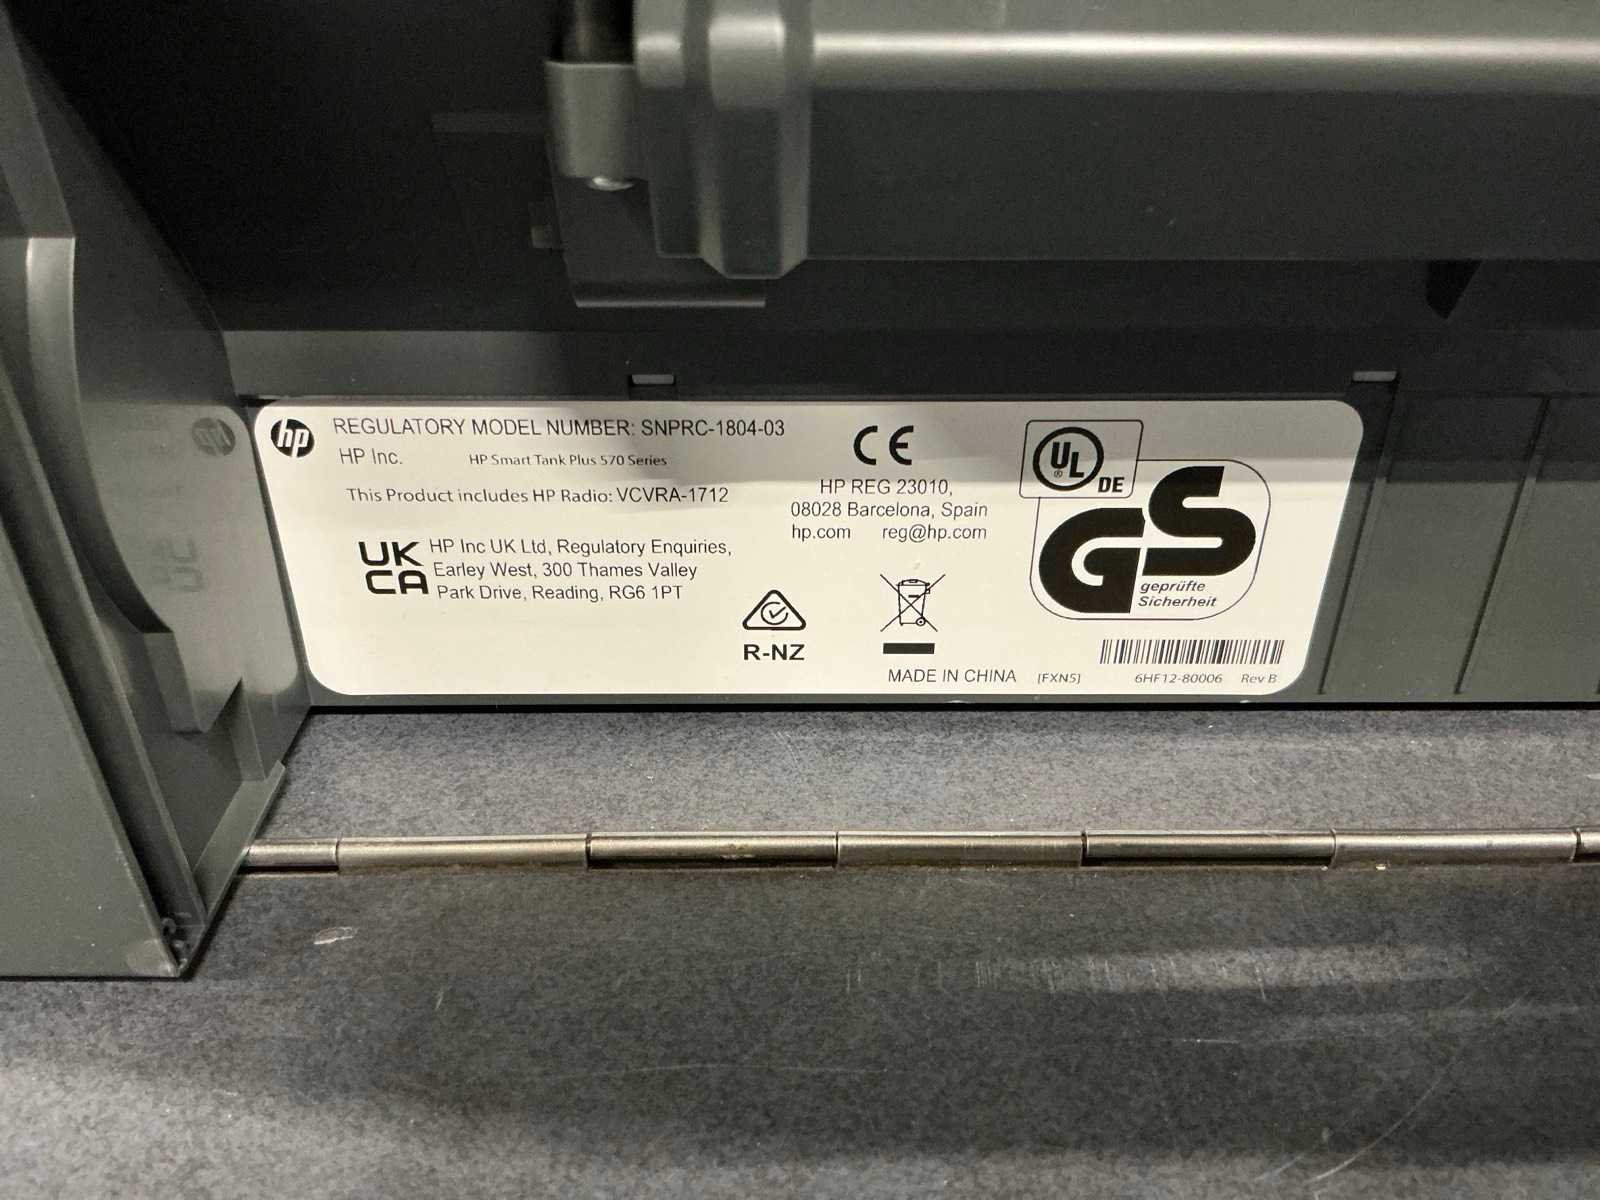 hp
REGULATORY MODEL NUMBER: SNPRC-1804-03
HP Inc.
HP Smart Tank Plus 570 Series
This Product includes HP Radio: VCVRA-1712
UK
CA
HP Inc UK Ltd, Regulatory Enquiries,
Earley West, 300 Thames Valley
Park Drive, Reading, RG6 1PT
R-NZ
CE
HP REG 23010,
08028 Barcelona, Spain
hp.com reg@hp.com
MADE IN CHINA [FXN5]
UL
®
DE
GS
geprüfte
Sicherheit
6HF12-80006 Rev B